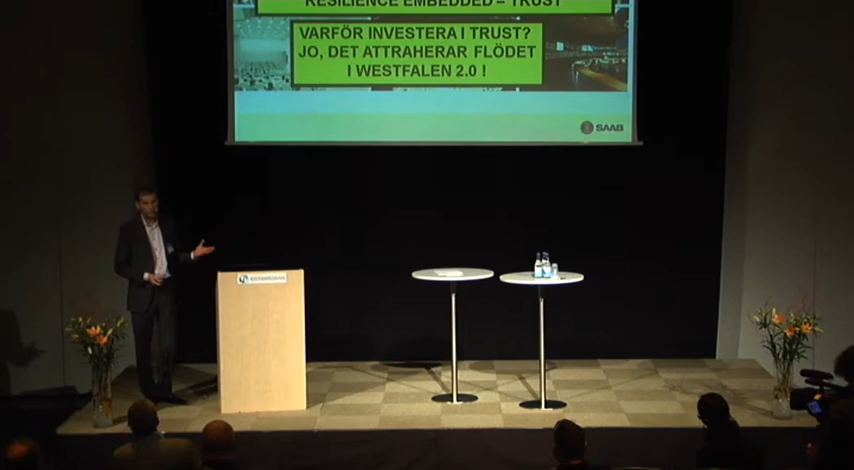 RESILIENCE EMBEDDED – TRUST
VARFÖR INVESTERA I TRUST?
JO, DET ATTRAHERAR FLÖDET
I WESTFALEN 2.0 !
SAAB